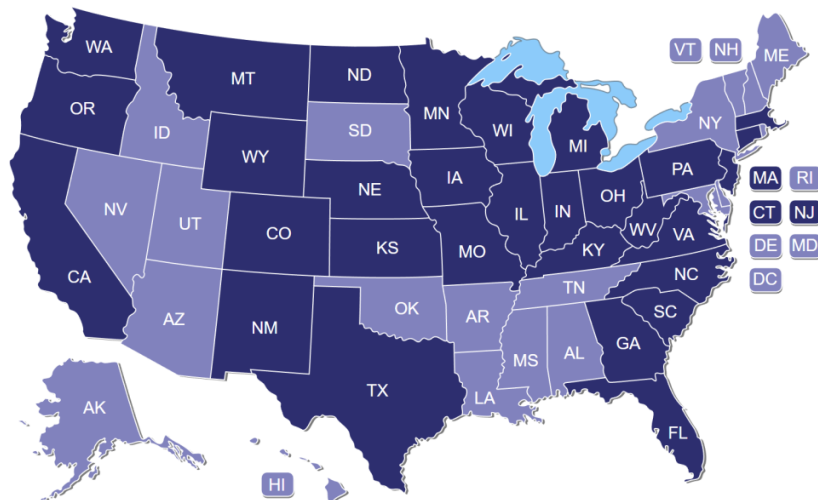 VT NH
WA
ME
MT ND
OR
MN
ID
SD
WI
NY
MI
WY
PA
IA
MA RI
NE
OH
NV
IL IN
CT NJ
UT
CO
WV
VA
KS
MO
KY
DE MD
CA
NC
DC
TN
OK
AZ
AR
SC
NM
GA
MS AL
TX
LA
AK
FL
HI